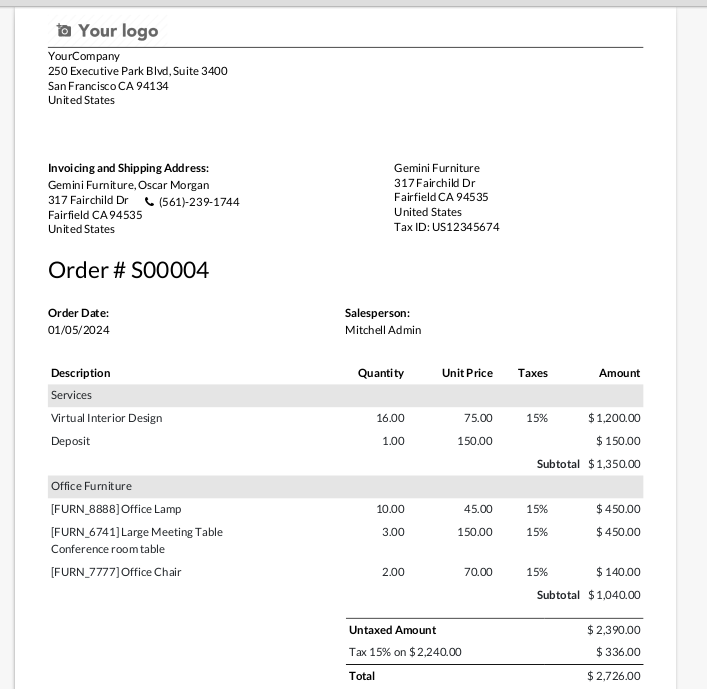 Your logo
YourCompany
250 Executive Park Blvd, Suite 3400
San Francisco CA 94134
United States
Invoicing and Shipping Address:
Gemini Furniture, Oscar Morgan
317 Fairchild Dr (561)-239-1744
Fairfield CA 94535
United States
Gemini Furniture
317 Fairchild Dr
Fairfield CA 94535
United States
Tax ID: US12345674
Order # S00004
Order Date: Salesperson:
01/05/2024 Mitchell Admin
Description Quantity Unit Price Taxes Amount
Services
Virtual Interior Design 16.00 75.00 15% $ 1,200.00
Deposit 1.00 150.00 $ 150.00
Subtotal $ 1,350.00
Office Furniture
[FURN_8888] Office Lamp 10.00 45.00 15% $ 450.00
[FURN_6741] Large Meeting Table 3.00 150.00 15% $ 450.00
Conference room table
[FURN_7777] Office Chair 2.00 70.00 15% $ 140.00
Subtotal $ 1,040.00
Untaxed Amount $ 2,390.00
Tax 15% on $ 2,240.00 $ 336.00
Total $ 2,726.00